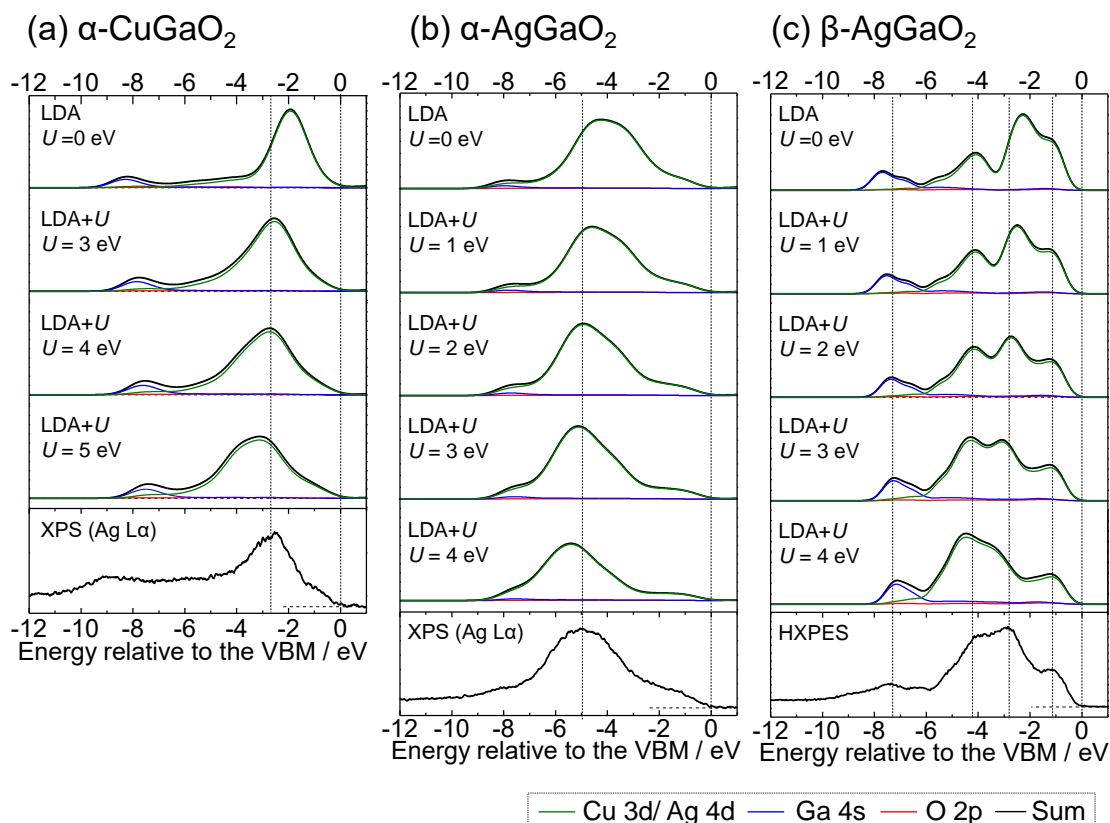 (a) α-CuGaO₂
-12 -10 -8 -6 -4 -2 0
LDA
U =0 eV
LDA+U
U = 3 eV
LDA+U
U = 4 eV
LDA+U
U = 5 eV
XPS (Ag Lα)
-12 -10 -8 -6 -4 -2 0
Energy relative to the VBM / eV
(b) α-AgGaO₂
-12 -10 -8 -6 -4 -2 0
LDA
U =0 eV
LDA+U
U = 1 eV
LDA+U
U = 2 eV
LDA+U
U = 3 eV
LDA+U
U = 4 eV
XPS (Ag Lα)
-12 -10 -8 -6 -4 -2 0
Energy relative to the VBM / eV
(c) β-AgGaO₂
-12 -10 -8 -6 -4 -2 0
LDA
U =0 eV
LDA+U
U = 1 eV
LDA+U
U = 2 eV
LDA+U
U = 3 eV
LDA+U
U = 4 eV
HXPES
-12 -10 -8 -6 -4 -2 0
Energy relative to the VBM / eV
Cu 3d/ Ag 4d Ga 4s O 2p Sum